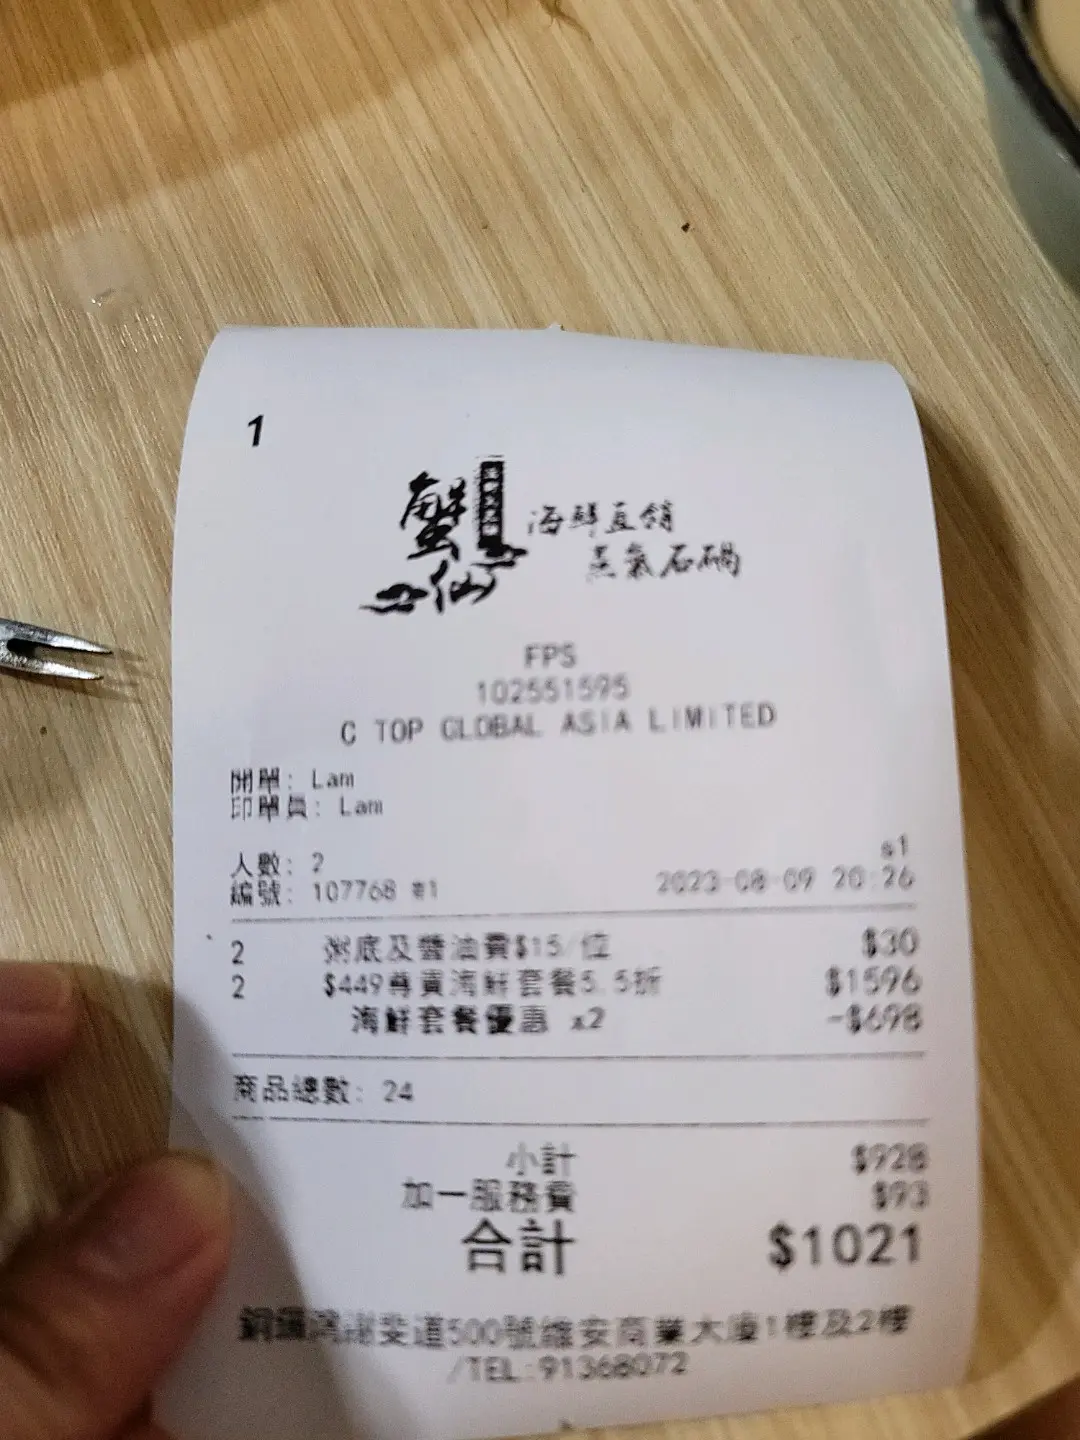 1
蟹仙
海鮮直銷
蒸氣石鍋
FPS
102551595
C TOP GLOBAL ASIA LIMITED
開單: Lam
印單員: Lam
人數: 2
s1
編號: 107768 #1
2023-08-09 20:26
2 粥底及醬油費$15/位 $30
2 $449尊貴海鮮套餐5.5折 $1596
海鮮套餐優惠 x2 -$698
商品總數: 24
小計 $928
加一服務費 $93
合計 $1021
銅鑼灣謝斐道500號維安商業大廈1樓及2樓
/TEL:91368072